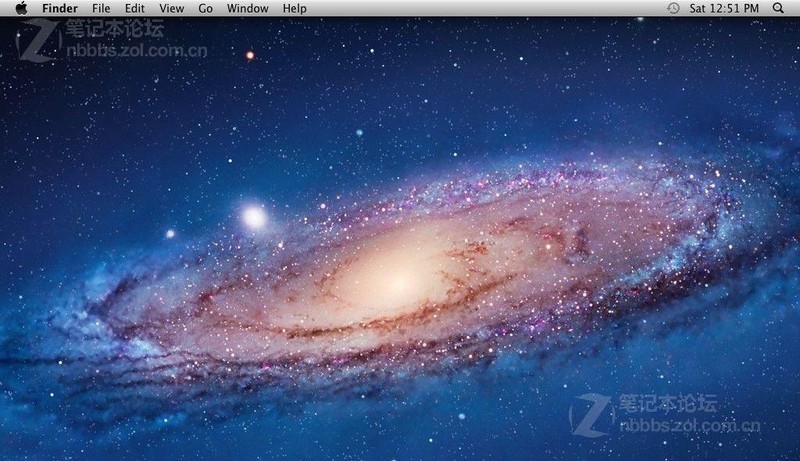 Finder File Edit View Go Window Help Sat 12:51 PM
Z 笔记本论坛
nbbbs.zol.com.cn
Z 笔记本论坛
nbbbs.zol.com.cn